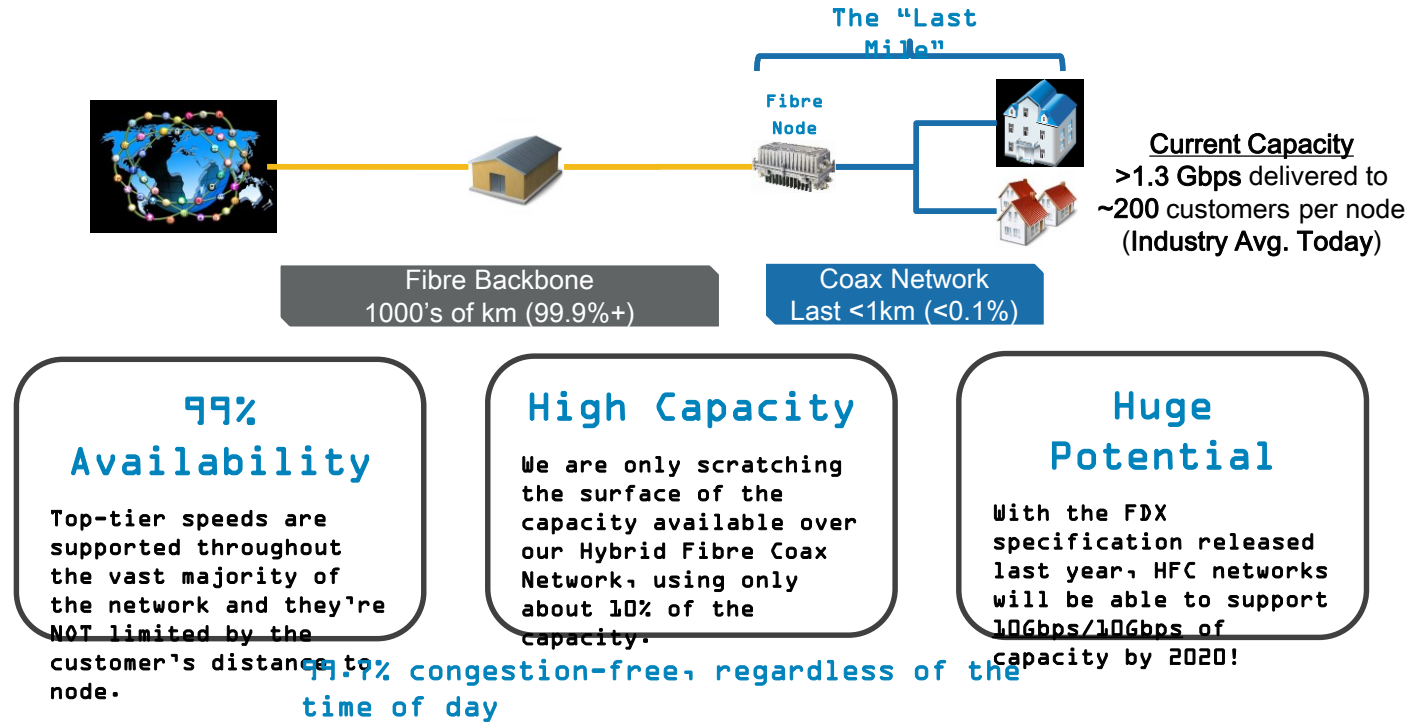 The “Last
Mile”
Fibre
Node
Current Capacity
>1.3 Gbps delivered to
~200 customers per node
(Industry Avg. Today)
Fibre Backbone
1000’s of km (99.9%+)
Coax Network
Last <1km (<0.1%)
99%
Availability
Top-tier speeds are
supported throughout
the vast majority of
the network and they’re
NOT limited by the
customer’s distance to
node.
High Capacity
We are only scratching
the surface of the
capacity available over
our Hybrid Fibre Coax
Network, using only
about 10% of the
capacity.
Huge
Potential
With the FDX
specification released
last year, HFC networks
will be able to support
10Gbps/10Gbps of
capacity by 2020!
99.9% congestion-free, regardless of the
time of day